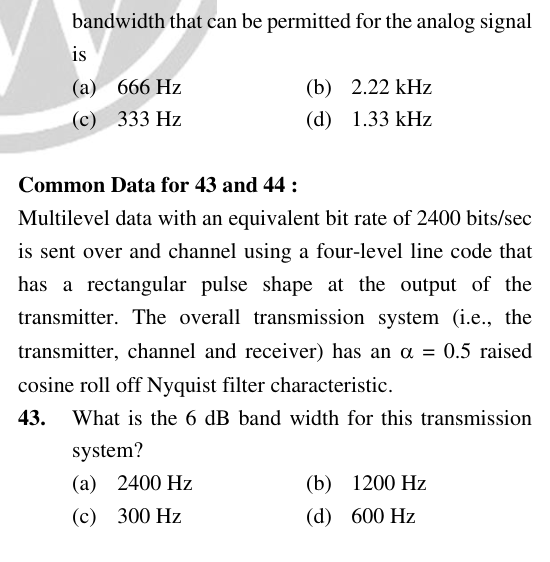 bandwidth that can be permitted for the analog signal
is
(a) 666 Hz (b) 2.22 kHz
(c) 333 Hz (d) 1.33 kHz
Common Data for 43 and 44 :
Multilevel data with an equivalent bit rate of 2400 bits/sec
is sent over and channel using a four-level line code that
has a rectangular pulse shape at the output of the
transmitter. The overall transmission system (i.e., the
transmitter, channel and receiver) has an α = 0.5 raised
cosine roll off Nyquist filter characteristic.
43. What is the 6 dB band width for this transmission
system?
(a) 2400 Hz (b) 1200 Hz
(c) 300 Hz (d) 600 Hz